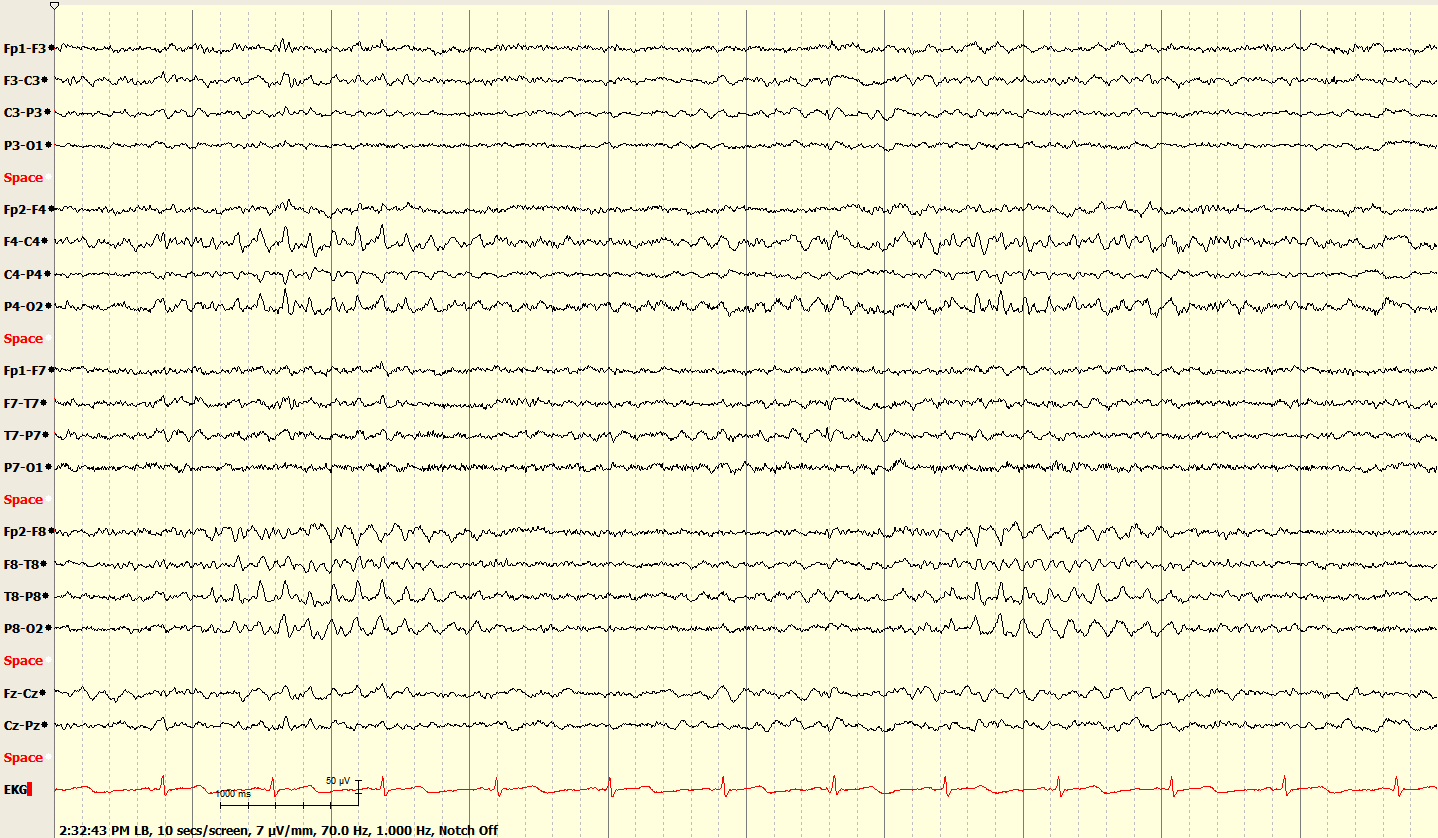 Fp1-F3
F3-C3
C3-P3
P3-O1
Space
Fp2-F4
F4-C4
C4-P4
P4-O2
Space
Fp1-F7
F7-T7
T7-P7
P7-O1
Space
Fp2-F8
F8-T8
T8-P8
P8-O2
Space
Fz-Cz
Cz-Pz
Space
50 µV
EKG
1000 ms
2:32:43 PM LB, 10 secs/screen, 7 µV/mm, 70.0 Hz, 1.000 Hz, Notch Off